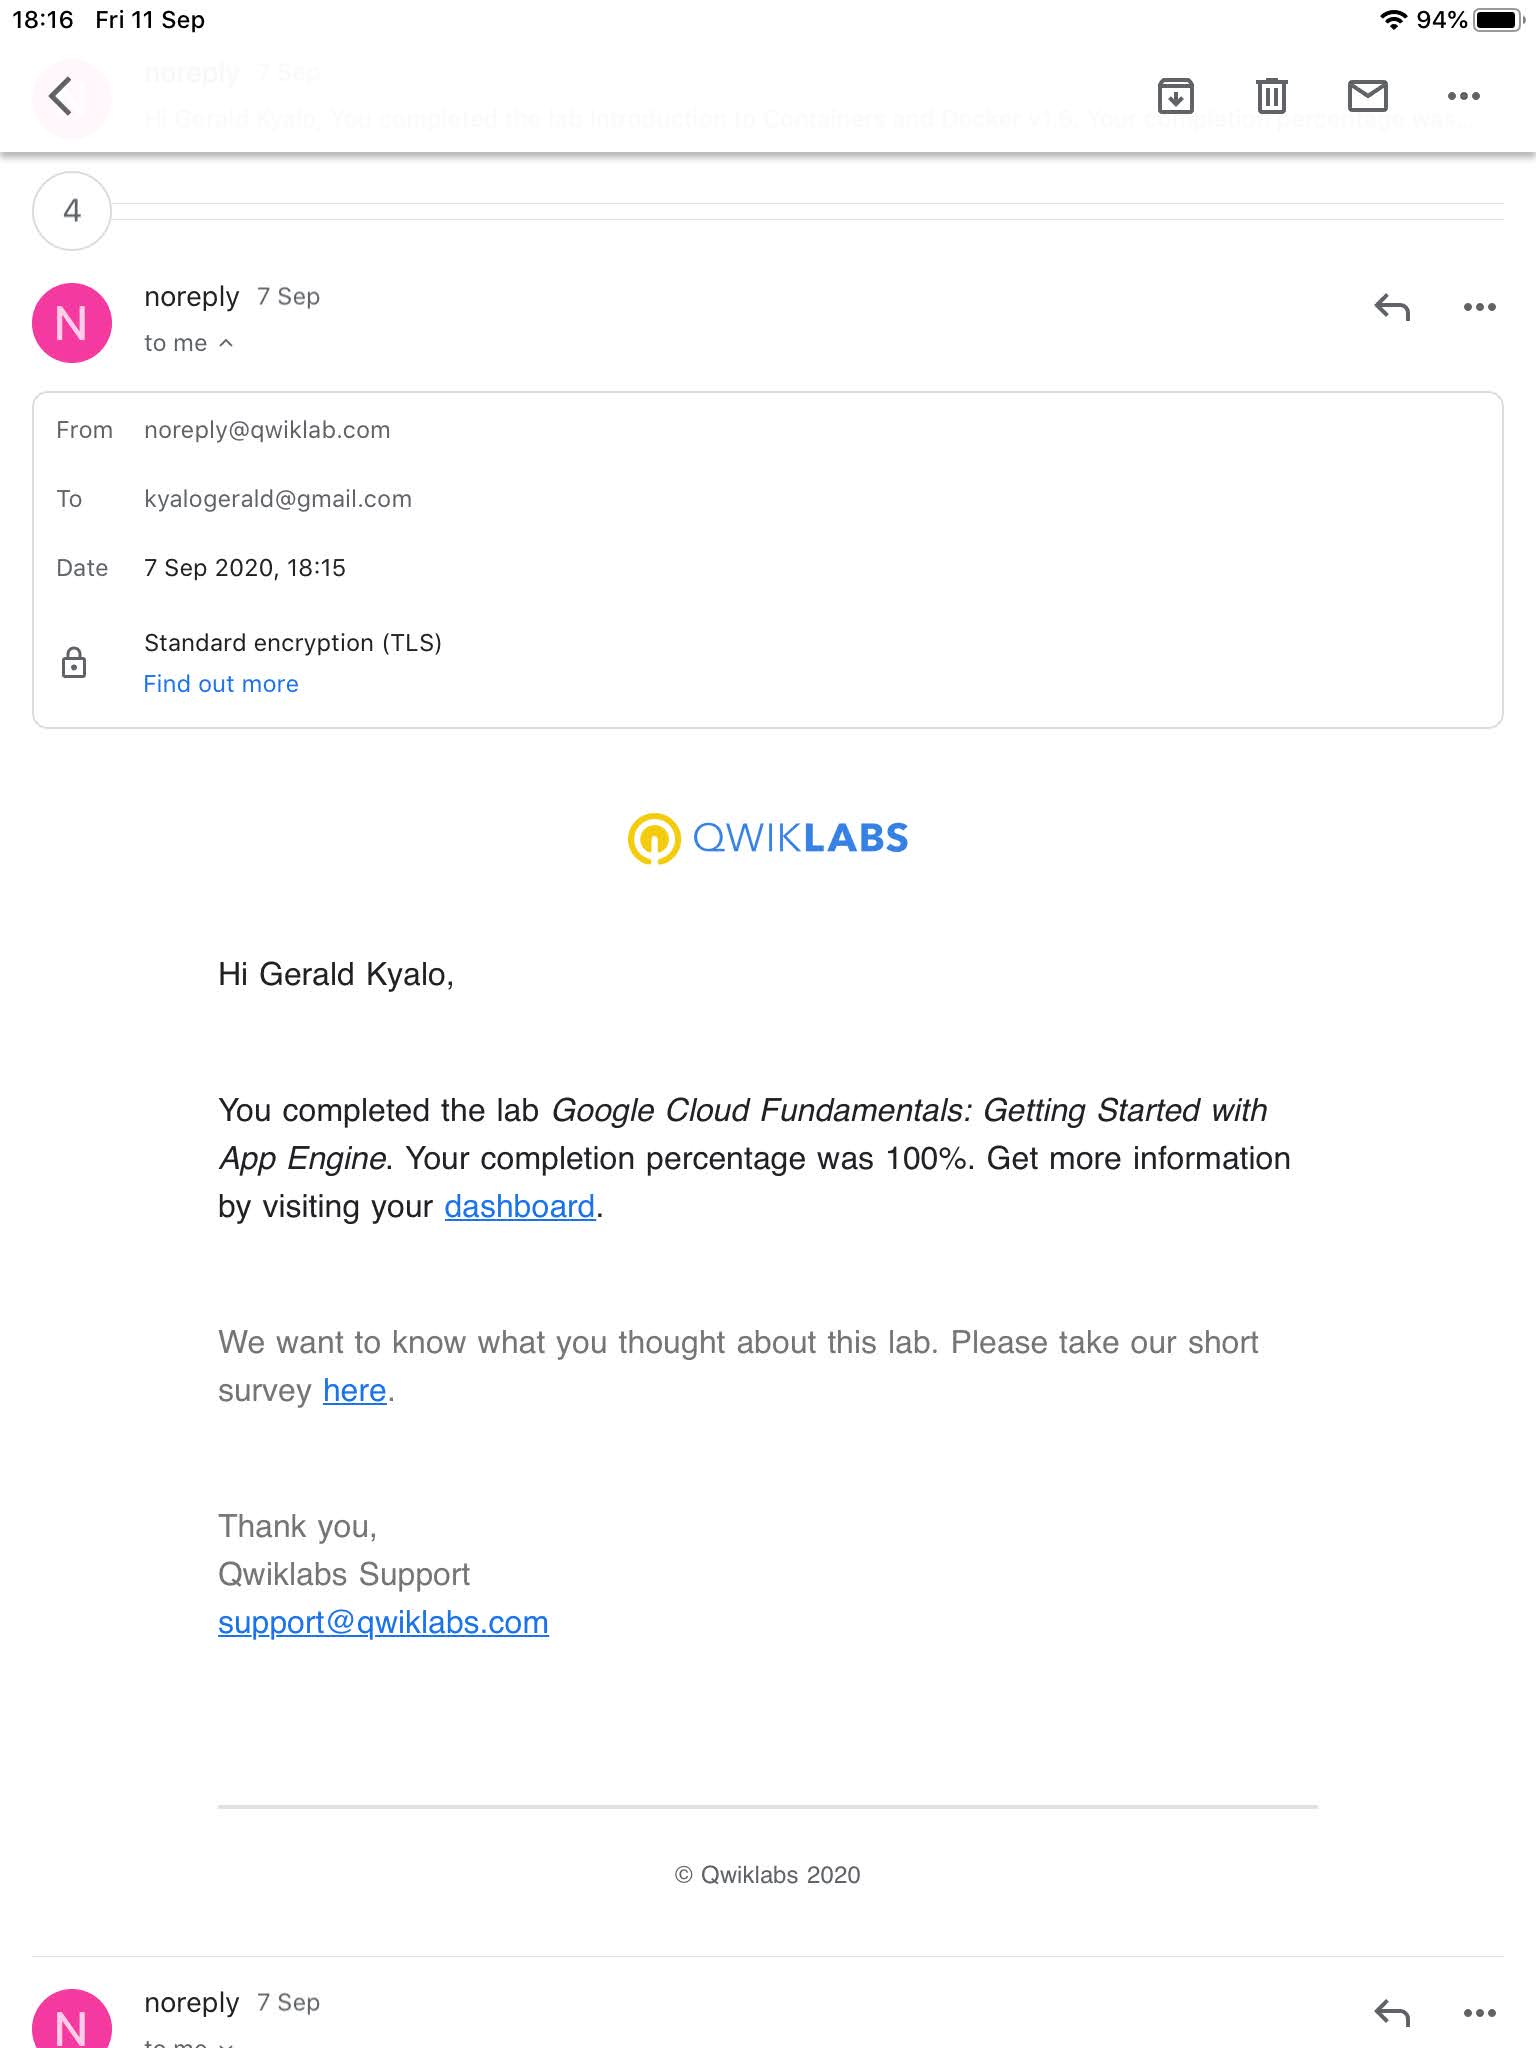 18:16 Fri 11 Sep 94%
noreply 7 Sep
Hi Gerald Kyalo, You completed the lab Introduction to Containers and Docker v1.6. Your completion percentage was...
4
N noreply 7 Sep
to me
From noreply@qwiklab.com
To kyalogerald@gmail.com
Date 7 Sep 2020, 18:15
Standard encryption (TLS)
Find out more
QWIKLABS
Hi Gerald Kyalo,
You completed the lab Google Cloud Fundamentals: Getting Started with
App Engine. Your completion percentage was 100%. Get more information
by visiting your dashboard.
We want to know what you thought about this lab. Please take our short
survey here.
Thank you,
Qwiklabs Support
support@qwiklabs.com
© Qwiklabs 2020
N noreply 7 Sep
to me